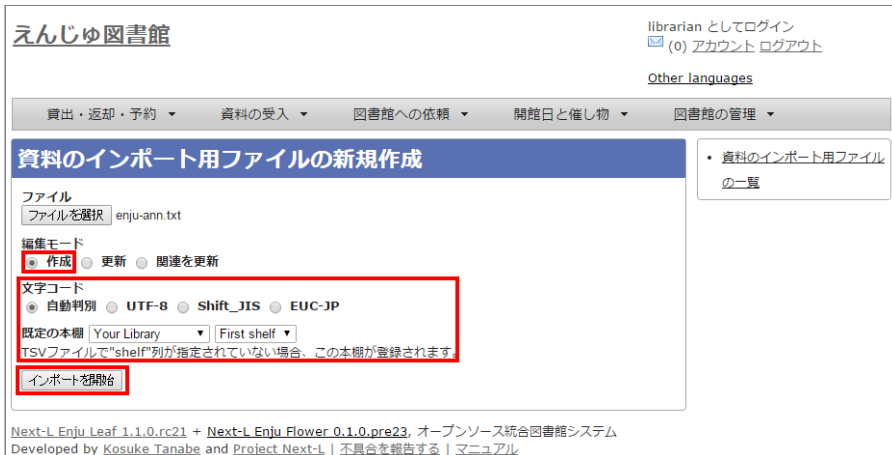 えんじゅ図書館
librarian としてログイン
(0) アカウント ログアウト
Other languages
貸出・返却・予約 ▼ 資料の受入 ▼ 図書館への依頼 ▼ 開館日と催し物 ▼ 図書館の管理 ▼
資料のインポート用ファイルの新規作成
・ 資料のインポート用ファイル
の一覧
ファイル
ファイルを選択 enju-ann.txt
編集モード
作成 更新 関連を更新
文字コード
自動判別 UTF-8 Shift_JIS EUC-JP
既定の本棚 Your Library ▼ First shelf ▼
TSVファイルで"shelf"列が指定されていない場合、この本棚が登録されます。
インポートを開始
Next-L Enju Leaf 1.1.0.rc21 + Next-L Enju Flower 0.1.0.pre23, オープンソース統合図書館システム
Developed by Kosuke Tanabe and Project Next-L | 不具合を報告する | マニュアル